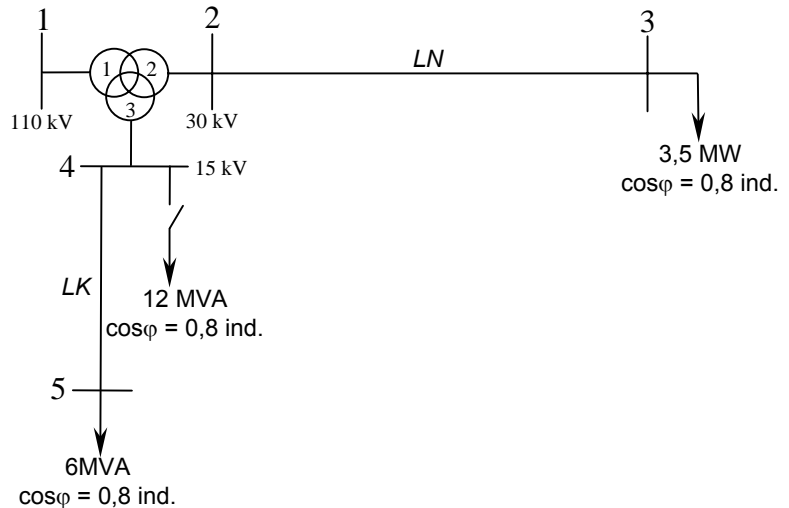 1
2
3
LN
1
2
3
110 kV
30 kV
3,5 MW
cosφ = 0,8 ind.
4
15 kV
LK
12 MVA
cosφ = 0,8 ind.
5
6MVA
cosφ = 0,8 ind.